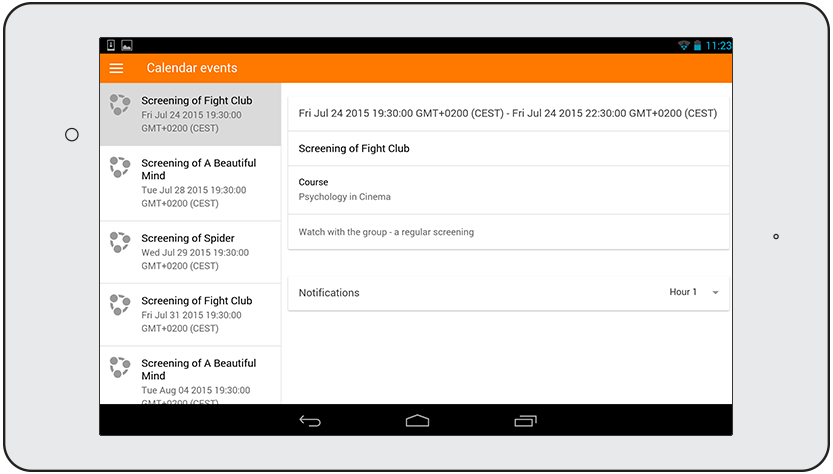 11:23
Calendar events
Screening of Fight Club
Fri Jul 24 2015 19:30:00
GMT+0200 (CEST)
Screening of A Beautiful
Mind
Tue Jul 28 2015 19:30:00
GMT+0200 (CEST)
Screening of Spider
Wed Jul 29 2015 19:30:00
GMT+0200 (CEST)
Screening of Fight Club
Fri Jul 31 2015 19:30:00
GMT+0200 (CEST)
Screening of A Beautiful
Mind
Tue Aug 04 2015 19:30:00
GMT+0200 (CEST)
Fri Jul 24 2015 19:30:00 GMT+0200 (CEST) - Fri Jul 24 2015 22:30:00 GMT+0200 (CEST)
Screening of Fight Club
Course
Psychology in Cinema
Watch with the group - a regular screening
Notifications
Hour 1